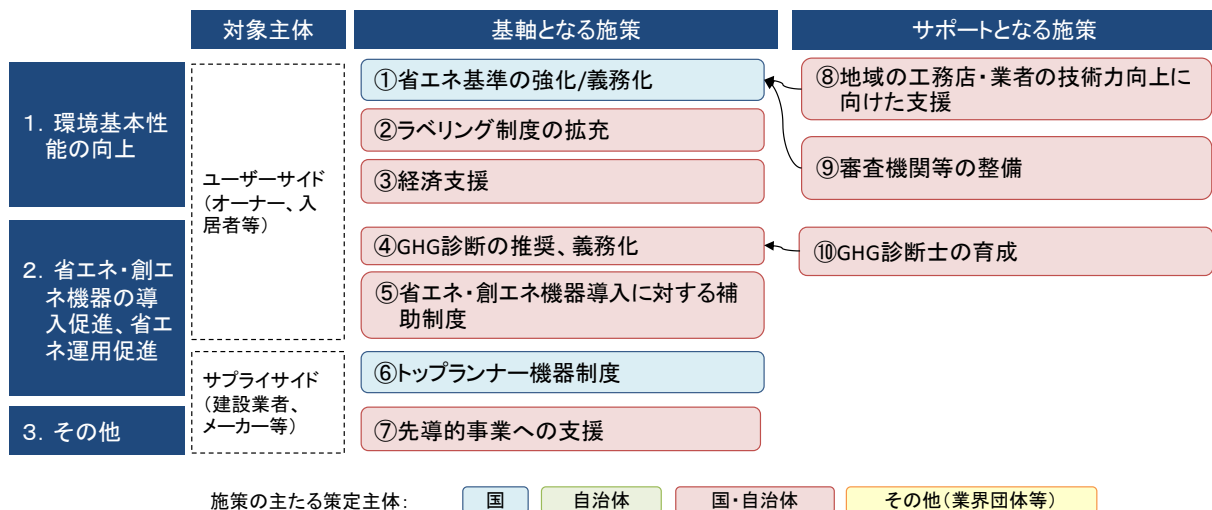 対象主体
基軸となる施策
サポートとなる施策
1．環境基本性
能の向上
ユーザーサイド
（オーナー、入
居者等）
①省エネ基準の強化/義務化
②ラベリング制度の拡充
③経済支援
⑧地域の工務店・業者の技術力向上に
向けた支援
⑨審査機関等の整備
2．省エネ・創エ
ネ機器の導
入促進、省エ
ネ運用促進
④GHG診断の推奨、義務化
⑤省エネ・創エネ機器導入に対する補
助制度
⑩GHG診断士の育成
サプライサイド
（建設業者、
メーカー等）
⑥トップランナー機器制度
3．その他
⑦先導的事業への支援
施策の主たる策定主体：
国
自治体
国・自治体
その他（業界団体等）